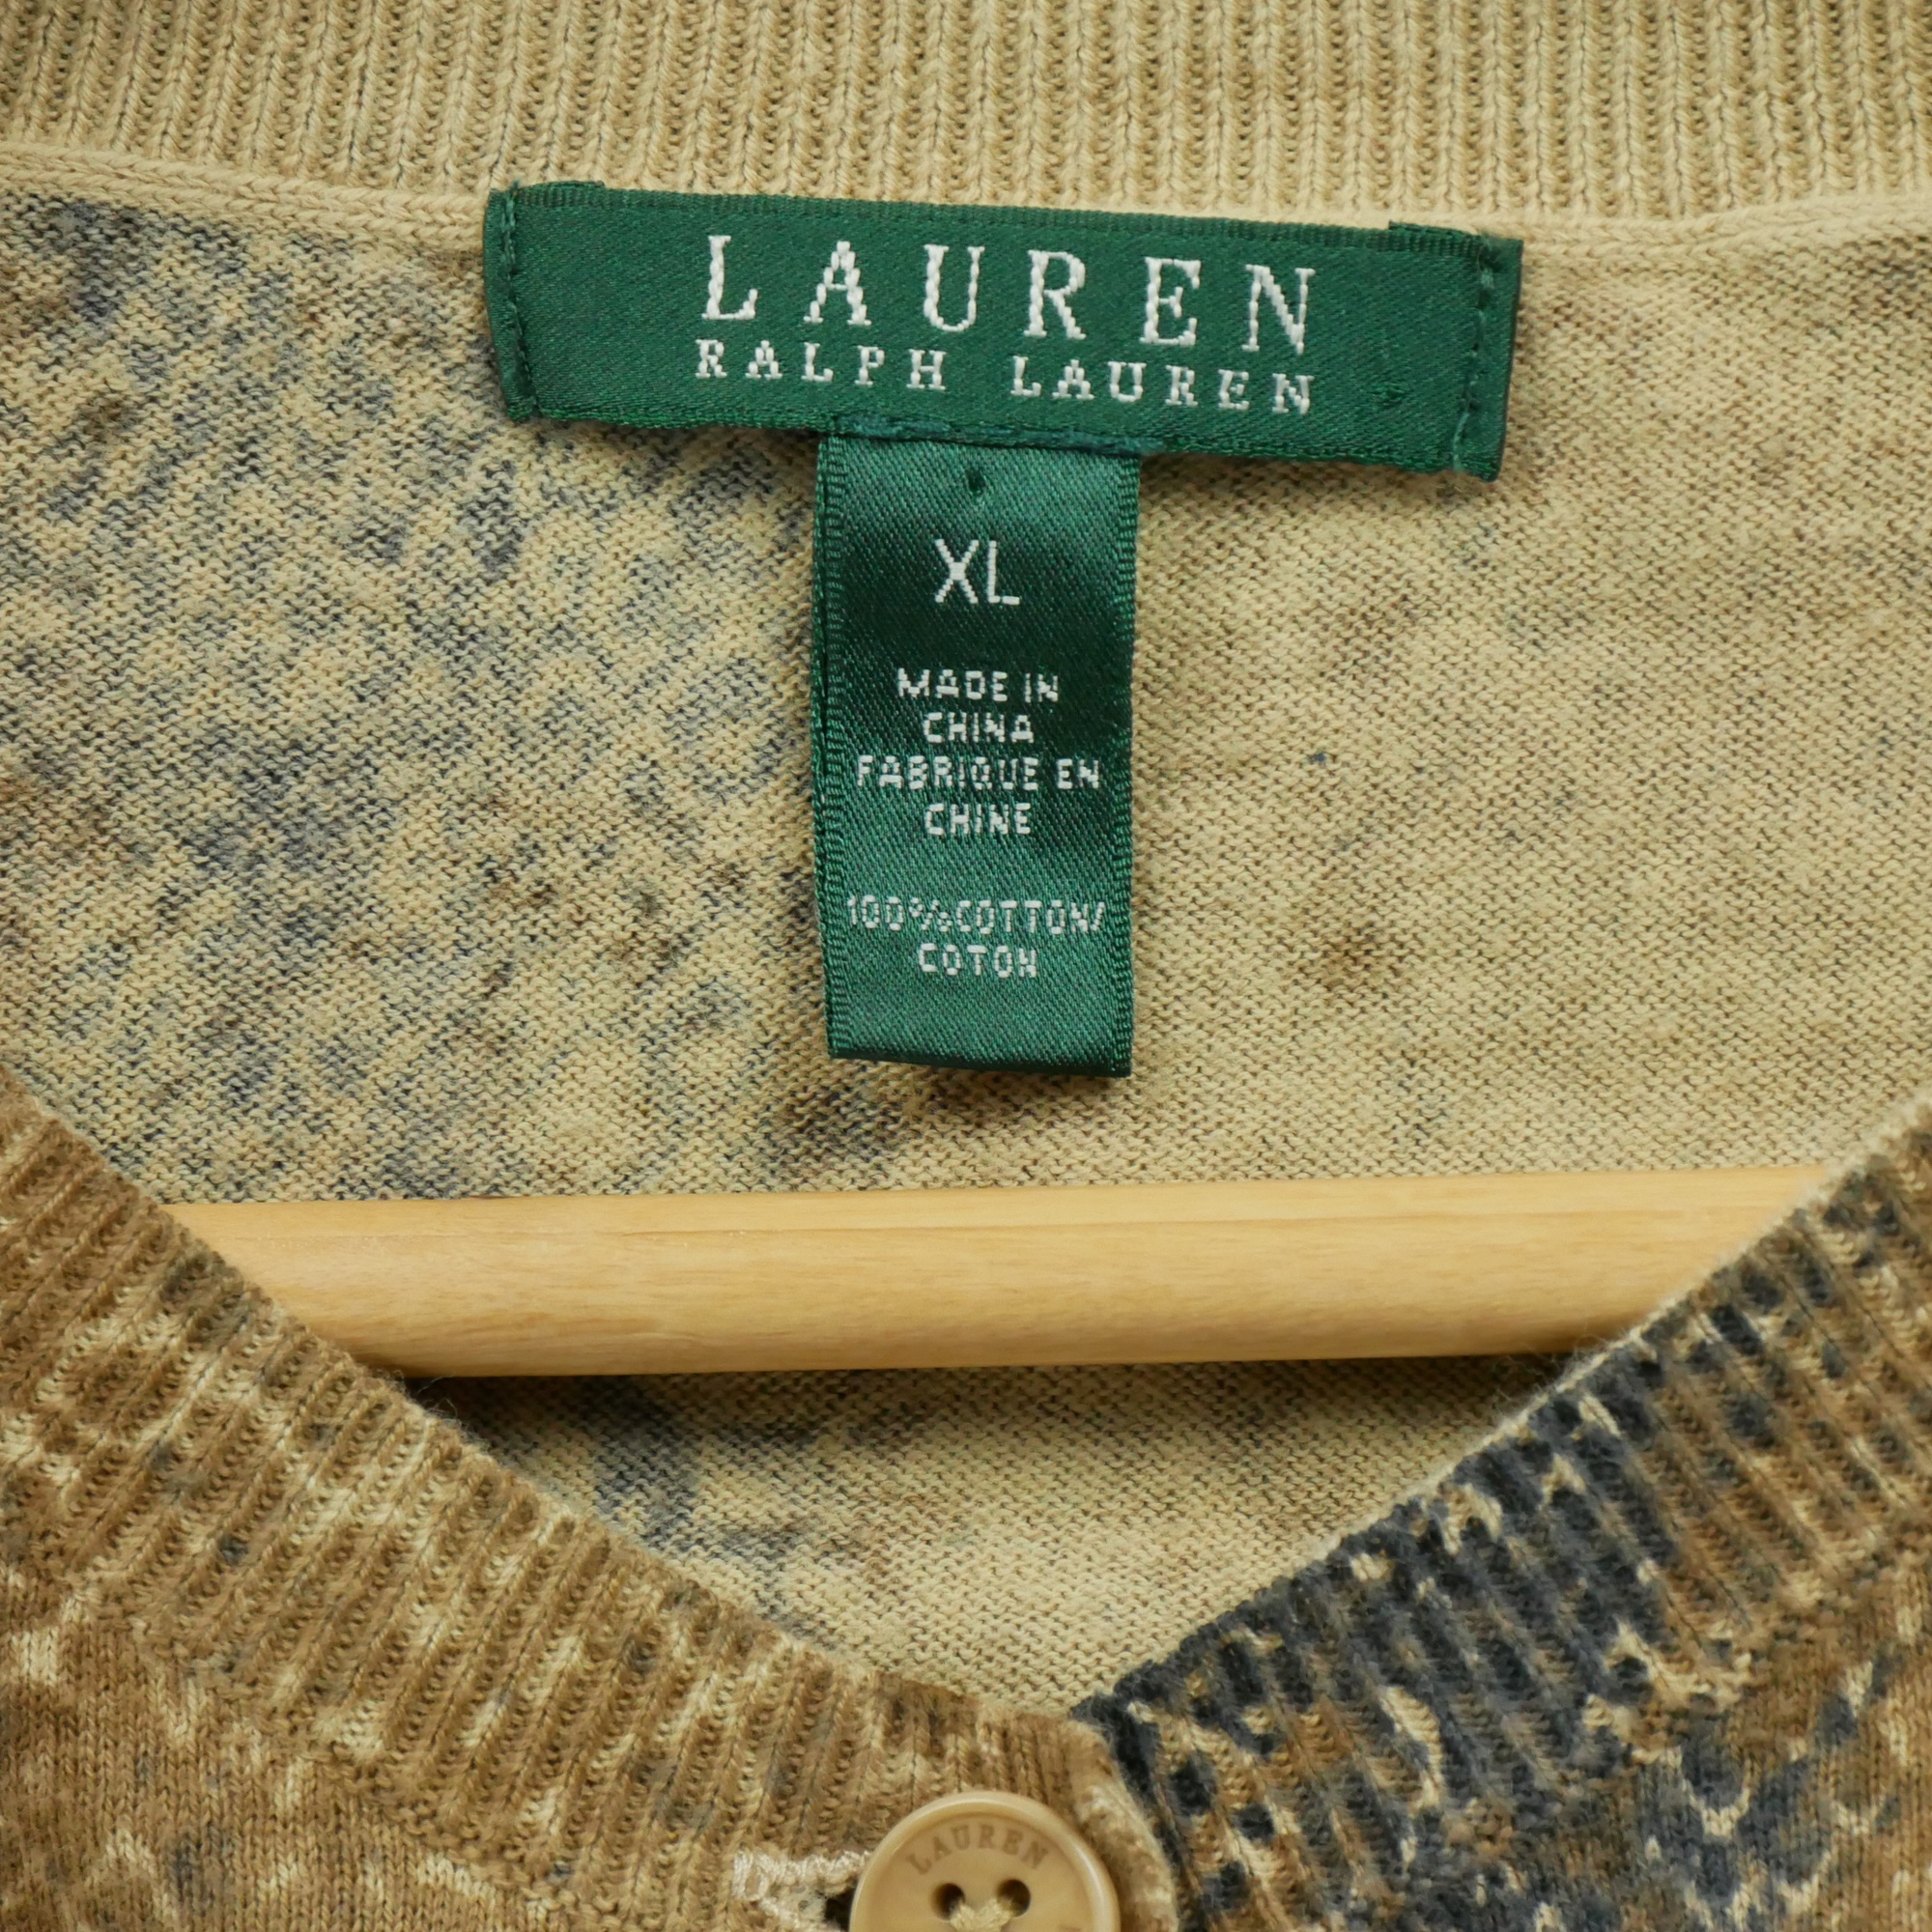 LAUREN
RALPH LAUREN
XL
MADE IN
CHINA
FABRIQUE EN
CHINE
100%COTTON/
COTON
LAUREN